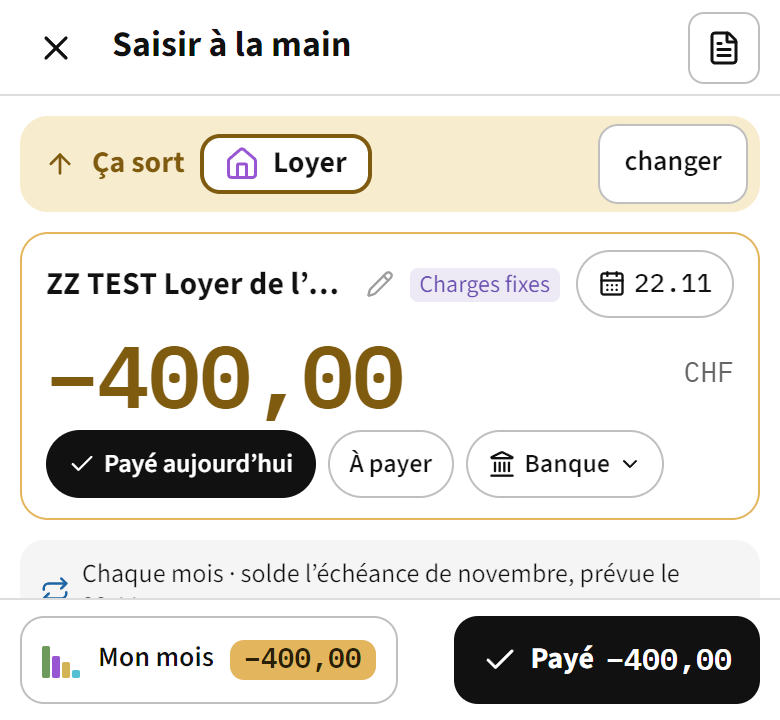 Saisir à la main
Ça sort
Loyer
changer
ZZ TEST Loyer de l’…
Charges fixes
22.11
−400,00
CHF
Payé aujourd’hui
À payer
Banque
Chaque mois · solde l’échéance de novembre, prévue le
Mon mois
−400,00
Payé −400,00